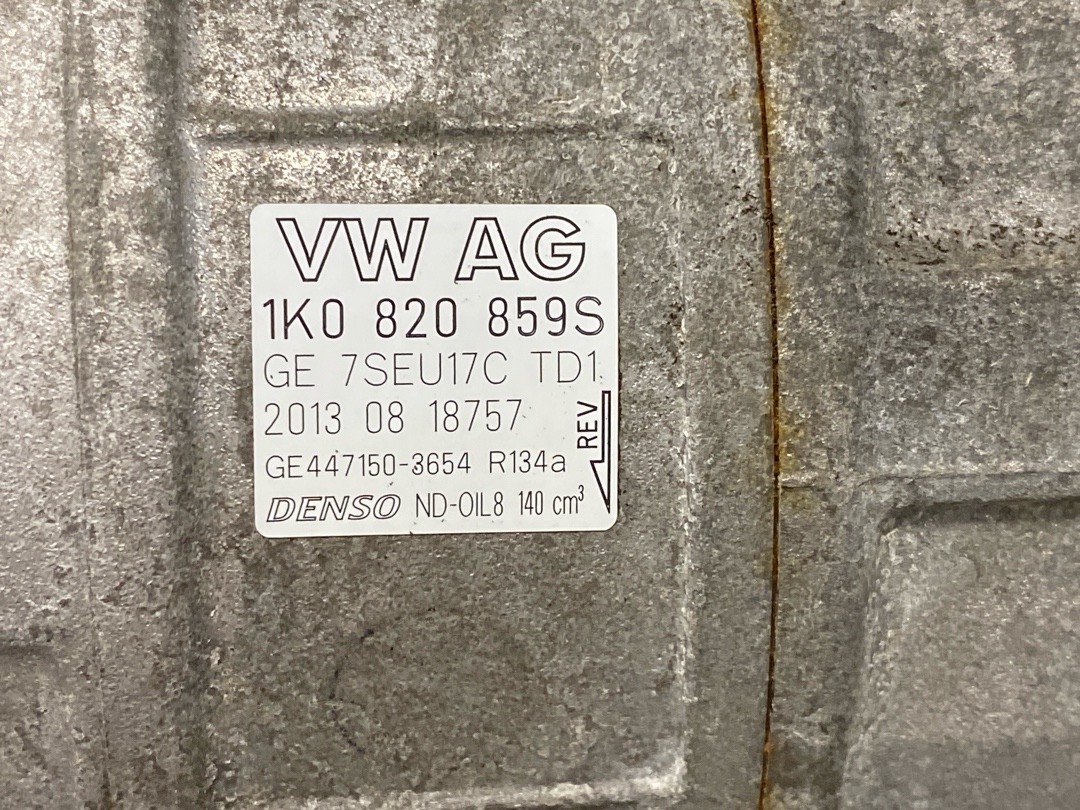 VW AG
1K0 820 859S
GE 7SEU17C TD1
2013 08 18757
REV
GE447150-3654 R134a
DENSO ND-OIL8 140 cm³